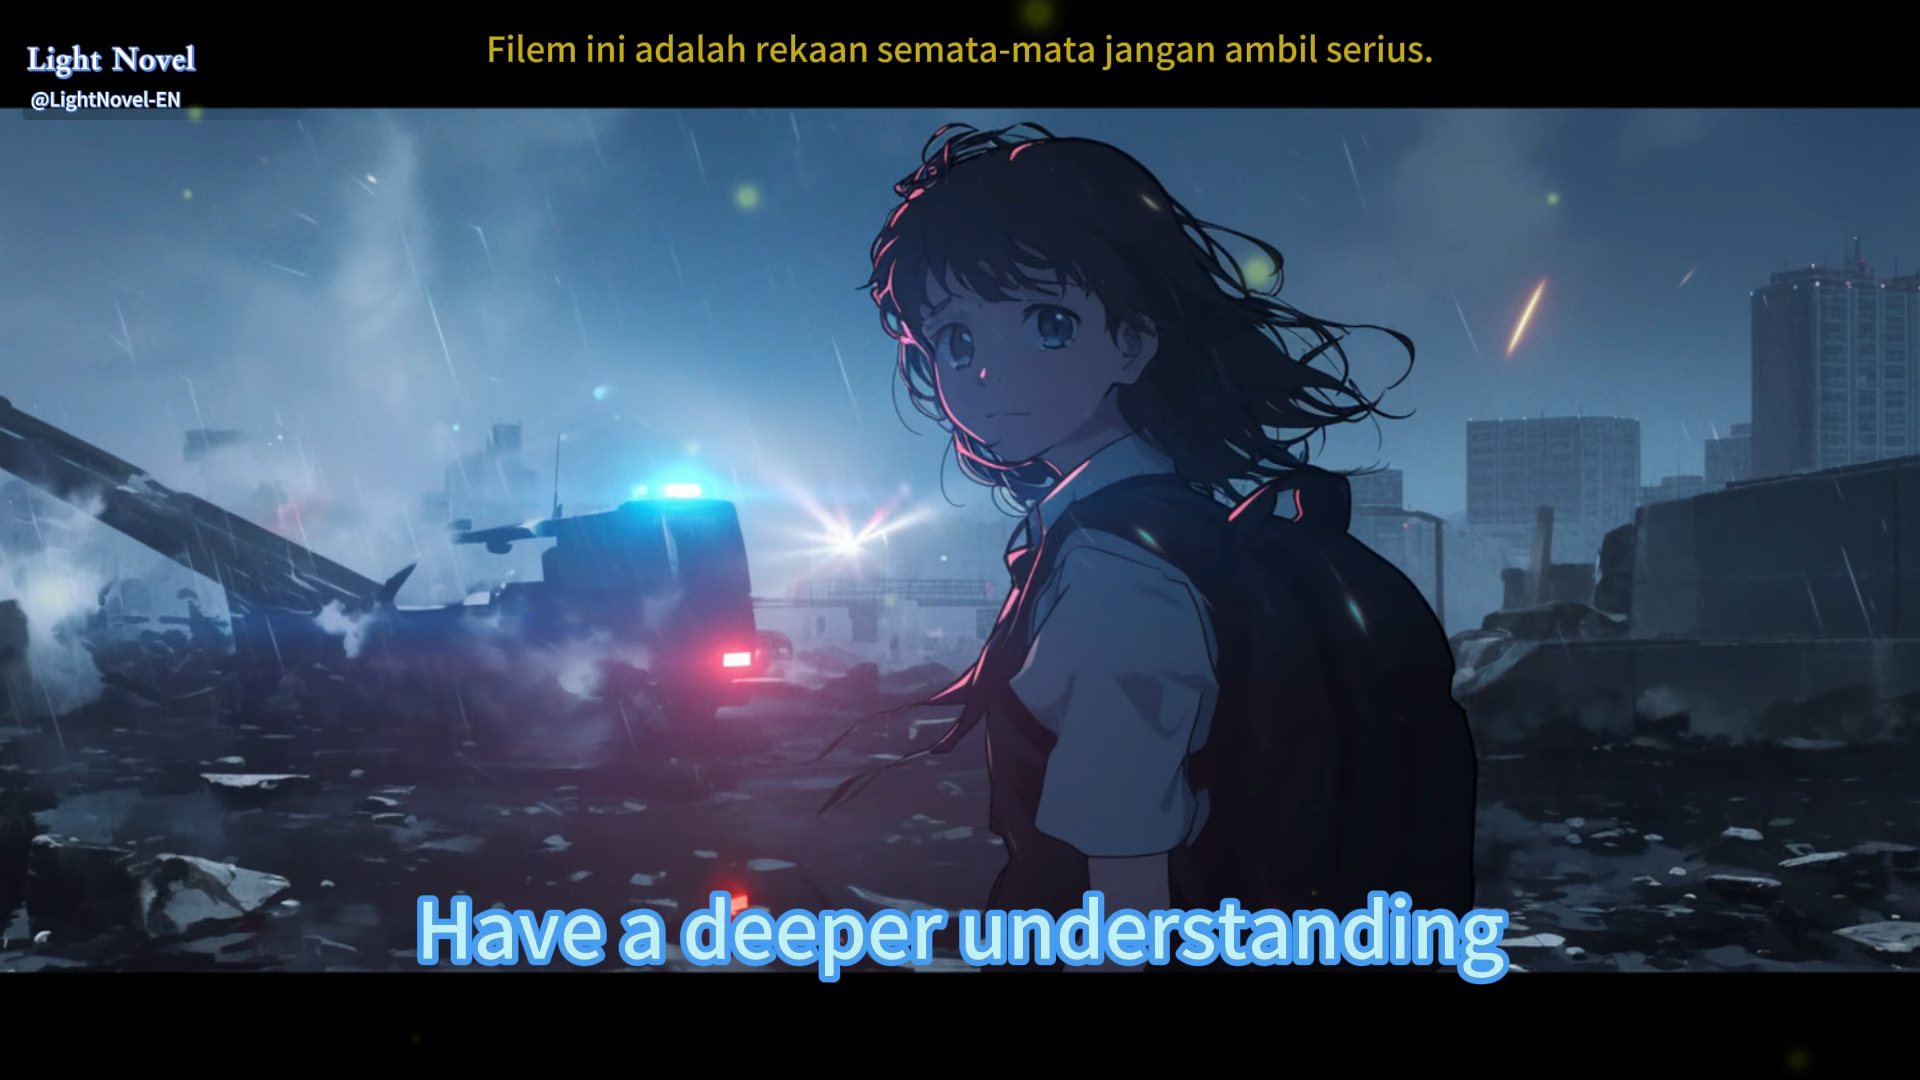 Light Novel
@LightNovel-EN
Filem ini adalah rekaan semata-mata jangan ambil serius.
Have a deeper understanding